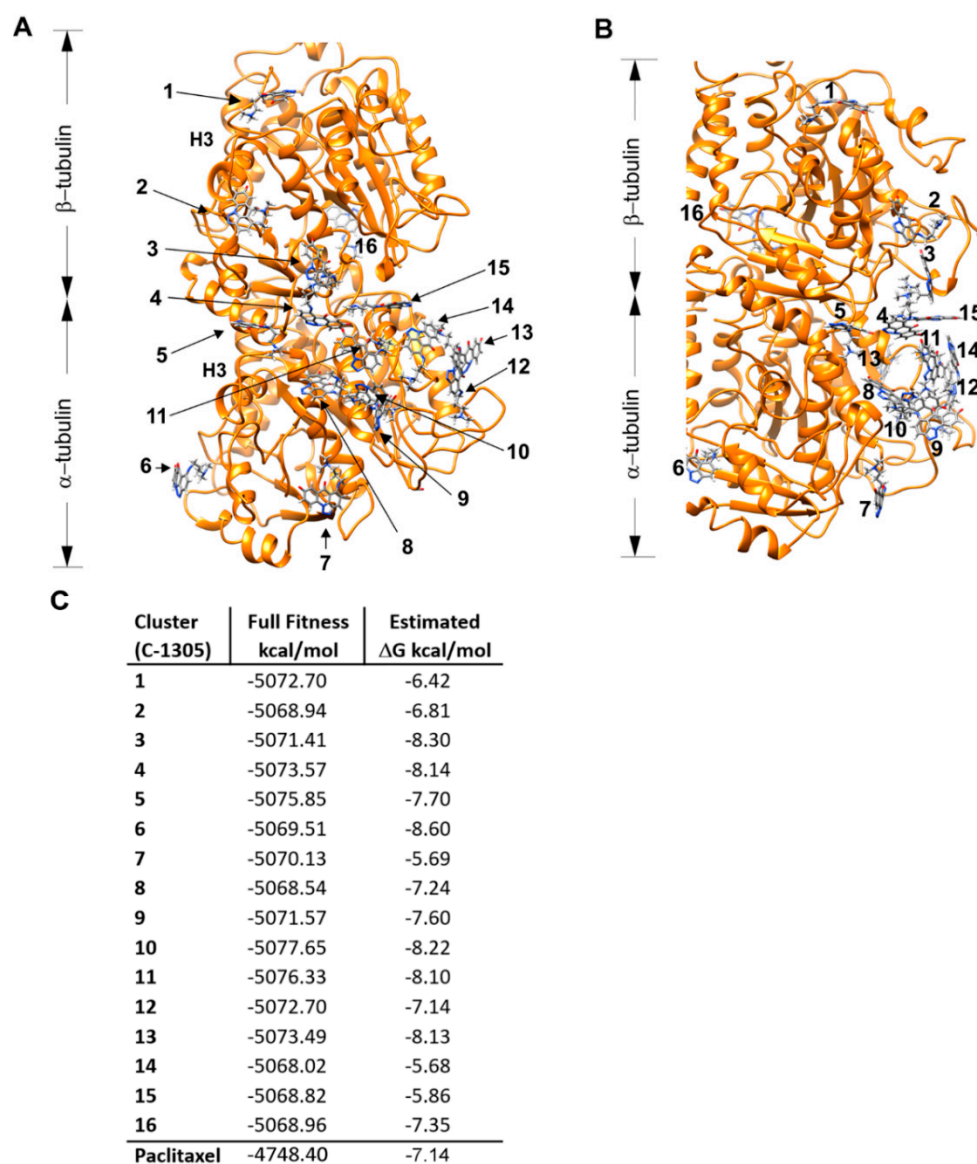 A
B
β-tubulin
α-tubulin
1
H3
2
3
4
5
H3
11
6
7
8
9
10
12
13
14
15
16
β-tubulin
α-tubulin
1
2
16
3
4
15
5
11
14
13
8
12
10
6
9
7
C
Cluster (C-1305) Full Fitness kcal/mol Estimated ΔG kcal/mol
1 -5072.70 -6.42
2 -5068.94 -6.81
3 -5071.41 -8.30
4 -5073.57 -8.14
5 -5075.85 -7.70
6 -5069.51 -8.60
7 -5070.13 -5.69
8 -5068.54 -7.24
9 -5071.57 -7.60
10 -5077.65 -8.22
11 -5076.33 -8.10
12 -5072.70 -7.14
13 -5073.49 -8.13
14 -5068.02 -5.68
15 -5068.82 -5.86
16 -5068.96 -7.35
Paclitaxel -4748.40 -7.14